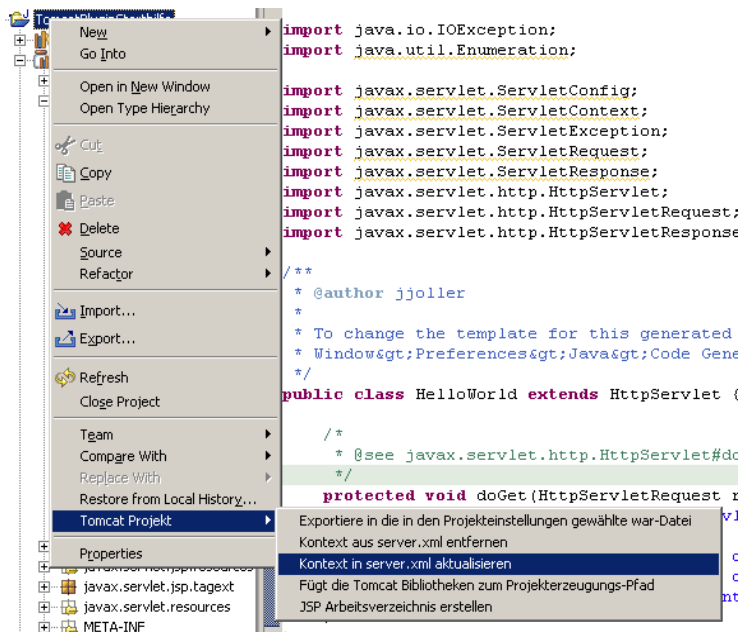 New
Go Into
Open in New Window
Open Type Hierarchy
Cut
Copy
Paste
Delete
Source
Refactor
Import...
Export...
Refresh
Close Project
Team
Compare With
Replace With
Restore from Local History...
Tomcat Projekt
Properties
Exportiere in die in den Projekteinstellungen gewählte war-Datei
Kontext aus server.xml entfernen
Kontext in server.xml aktualisieren
Fügt die Tomcat Bibliotheken zum Projekterzeugungs-Pfad
JSP Arbeitsverzeichnis erstellen
javax.servlet.jsp.tagext
javax.servlet.resources
META-INF
import java.io.IOException;
import java.util.Enumeration;
import javax.servlet.ServletConfig;
import javax.servlet.ServletContext;
import javax.servlet.ServletException;
import javax.servlet.ServletRequest;
import javax.servlet.ServletResponse;
import javax.servlet.http.HttpServlet;
import javax.servlet.http.HttpServletRequest;
import javax.servlet.http.HttpServletResponse
/**
* @author jjoller
*
* To change the template for this generated
* Window&gt;Preferences&gt;Java&gt;Code Gene
*/
public class HelloWorld extends HttpServlet {
/*
* @see javax.servlet.http.HttpServlet#do
*/
protected void doGet(HttpServletRequest r